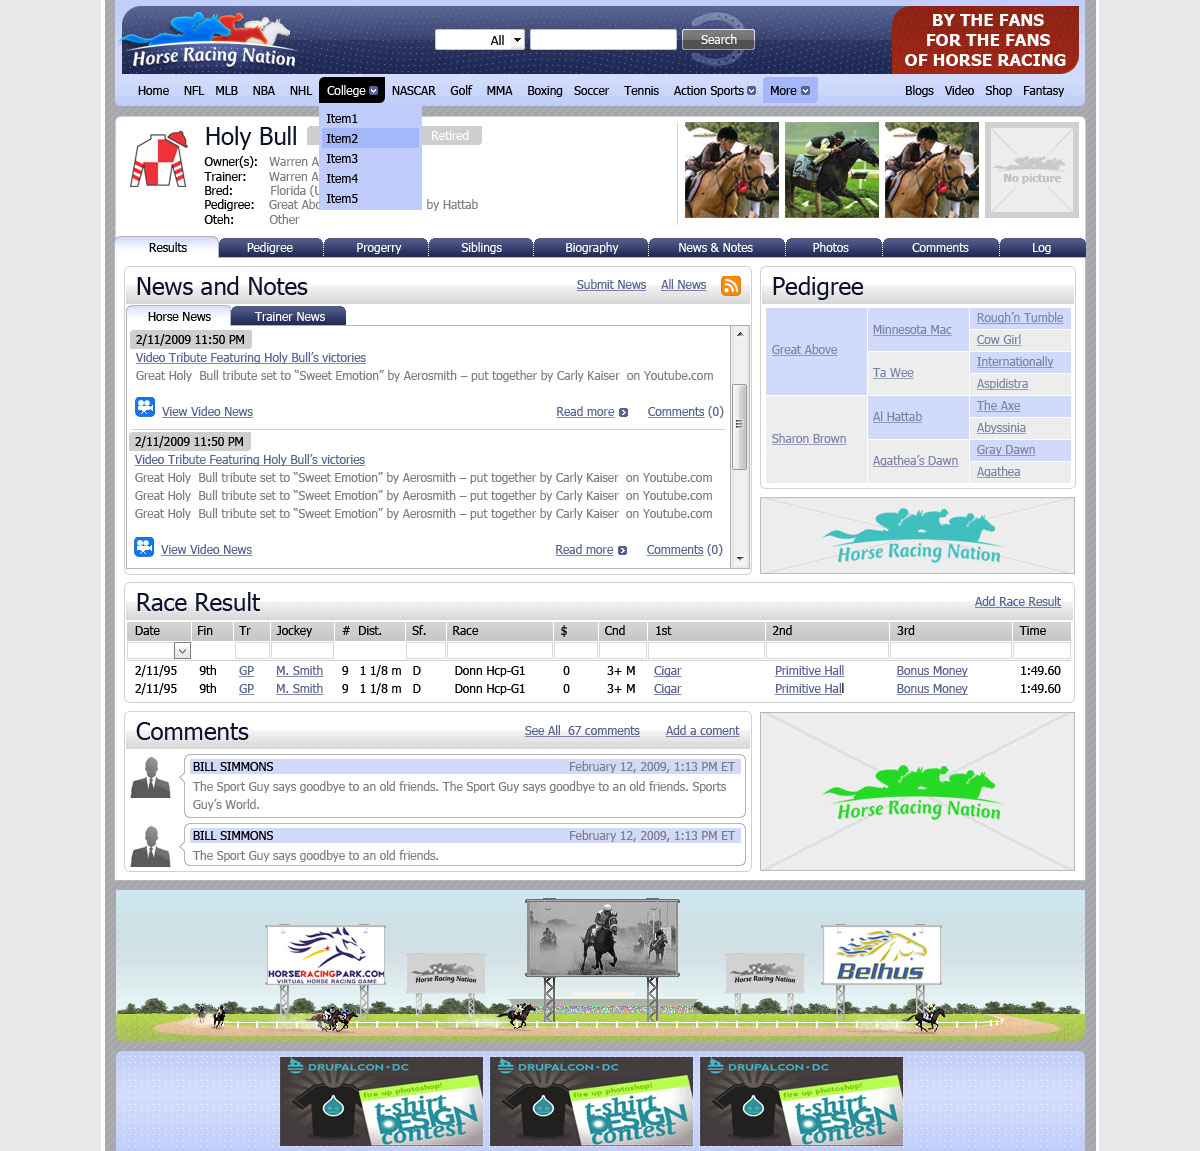 Horse Racing Nation
All
Search
BY THE FANS
FOR THE FANS
OF HORSE RACING
Home NFL MLB NBA NHL College NASCAR Golf MMA Boxing Soccer Tennis Action Sports More Blogs Video Shop Fantasy
Item1
Item2
Item3
Item4
Item5
Holy Bull
Retired
Owner(s): Warren A
Trainer: Warren A
Bred: Florida (U
Pedigree: Great Abo by Hattab
Oteh: Other
No picture
Results Pedigree Progerry Siblings Biography News & Notes Photos Comments Log
News and Notes
Submit News All News
Horse News Trainer News
2/11/2009 11:50 PM
Video Tribute Featuring Holy Bull's victories
Great Holy Bull tribute set to “Sweet Emotion” by Aerosmith – put together by Carly Kaiser on Youtube.com
View Video News Read more Comments (0)
2/11/2009 11:50 PM
Video Tribute Featuring Holy Bull's victories
Great Holy Bull tribute set to “Sweet Emotion” by Aerosmith – put together by Carly Kaiser on Youtube.com
Great Holy Bull tribute set to “Sweet Emotion” by Aerosmith – put together by Carly Kaiser on Youtube.com
Great Holy Bull tribute set to “Sweet Emotion” by Aerosmith – put together by Carly Kaiser on Youtube.com
View Video News Read more Comments (0)
Pedigree
Great Above
Sharon Brown
Minnesota Mac
Ta Wee
Al Hattab
Agathea's Dawn
Rough'n Tumble
Cow Girl
Internationally
Aspidistra
The Axe
Abyssinia
Gray Dawn
Agathea
Horse Racing Nation
Race Result
Add Race Result
Date Fin Tr Jockey # Dist. Sf. Race $ Cnd 1st 2nd 3rd Time
2/11/95 9th GP M. Smith 9 1 1/8 m D Donn Hcp-G1 0 3+ M Cigar Primitive Hall Bonus Money 1:49.60
2/11/95 9th GP M. Smith 9 1 1/8 m D Donn Hcp-G1 0 3+ M Cigar Primitive Hall Bonus Money 1:49.60
Comments
See All 67 comments Add a coment
BILL SIMMONS February 12, 2009, 1:13 PM ET
The Sport Guy says goodbye to an old friends. The Sport Guy says goodbye to an old friends. Sports
Guy's World.
BILL SIMMONS February 12, 2009, 1:13 PM ET
The Sport Guy says goodbye to an old friends.
Horse Racing Nation
HORSERACINGPARK.COM
VIRTUAL HORSE RACING GAME
Horse Racing Nation
Horse Racing Nation
Belhus
DRUPALCON·DC
fire up photoshop!
t-shirt
DESIGN
contest
DRUPALCON·DC
fire up photoshop!
t-shirt
DESIGN
contest
DRUPALCON·DC
fire up photoshop!
t-shirt
DESIGN
contest